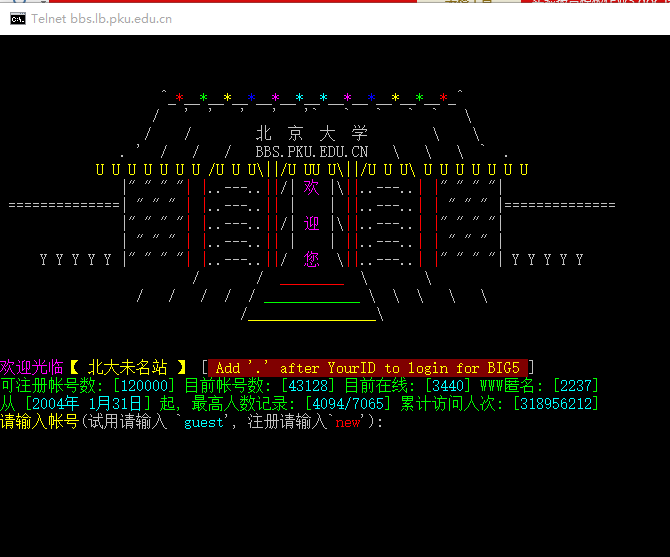 Telnet bbs.lb.pku.edu.cn
北 京 大 学
BBS.PKU.EDU.CN
欢
迎
您
欢迎光临【 北大未名站 】 [ Add '.' after YourID to login for BIG5 ]
可注册帐号数: [120000] 目前帐号数: [43128] 目前在线: [3440] WWW匿名: [2237]
从 [2004年 1月31日] 起, 最高人数记录: [4094/7065] 累计访问人次: [318956212]
请输入帐号(试用请输入 `guest', 注册请输入`new'):